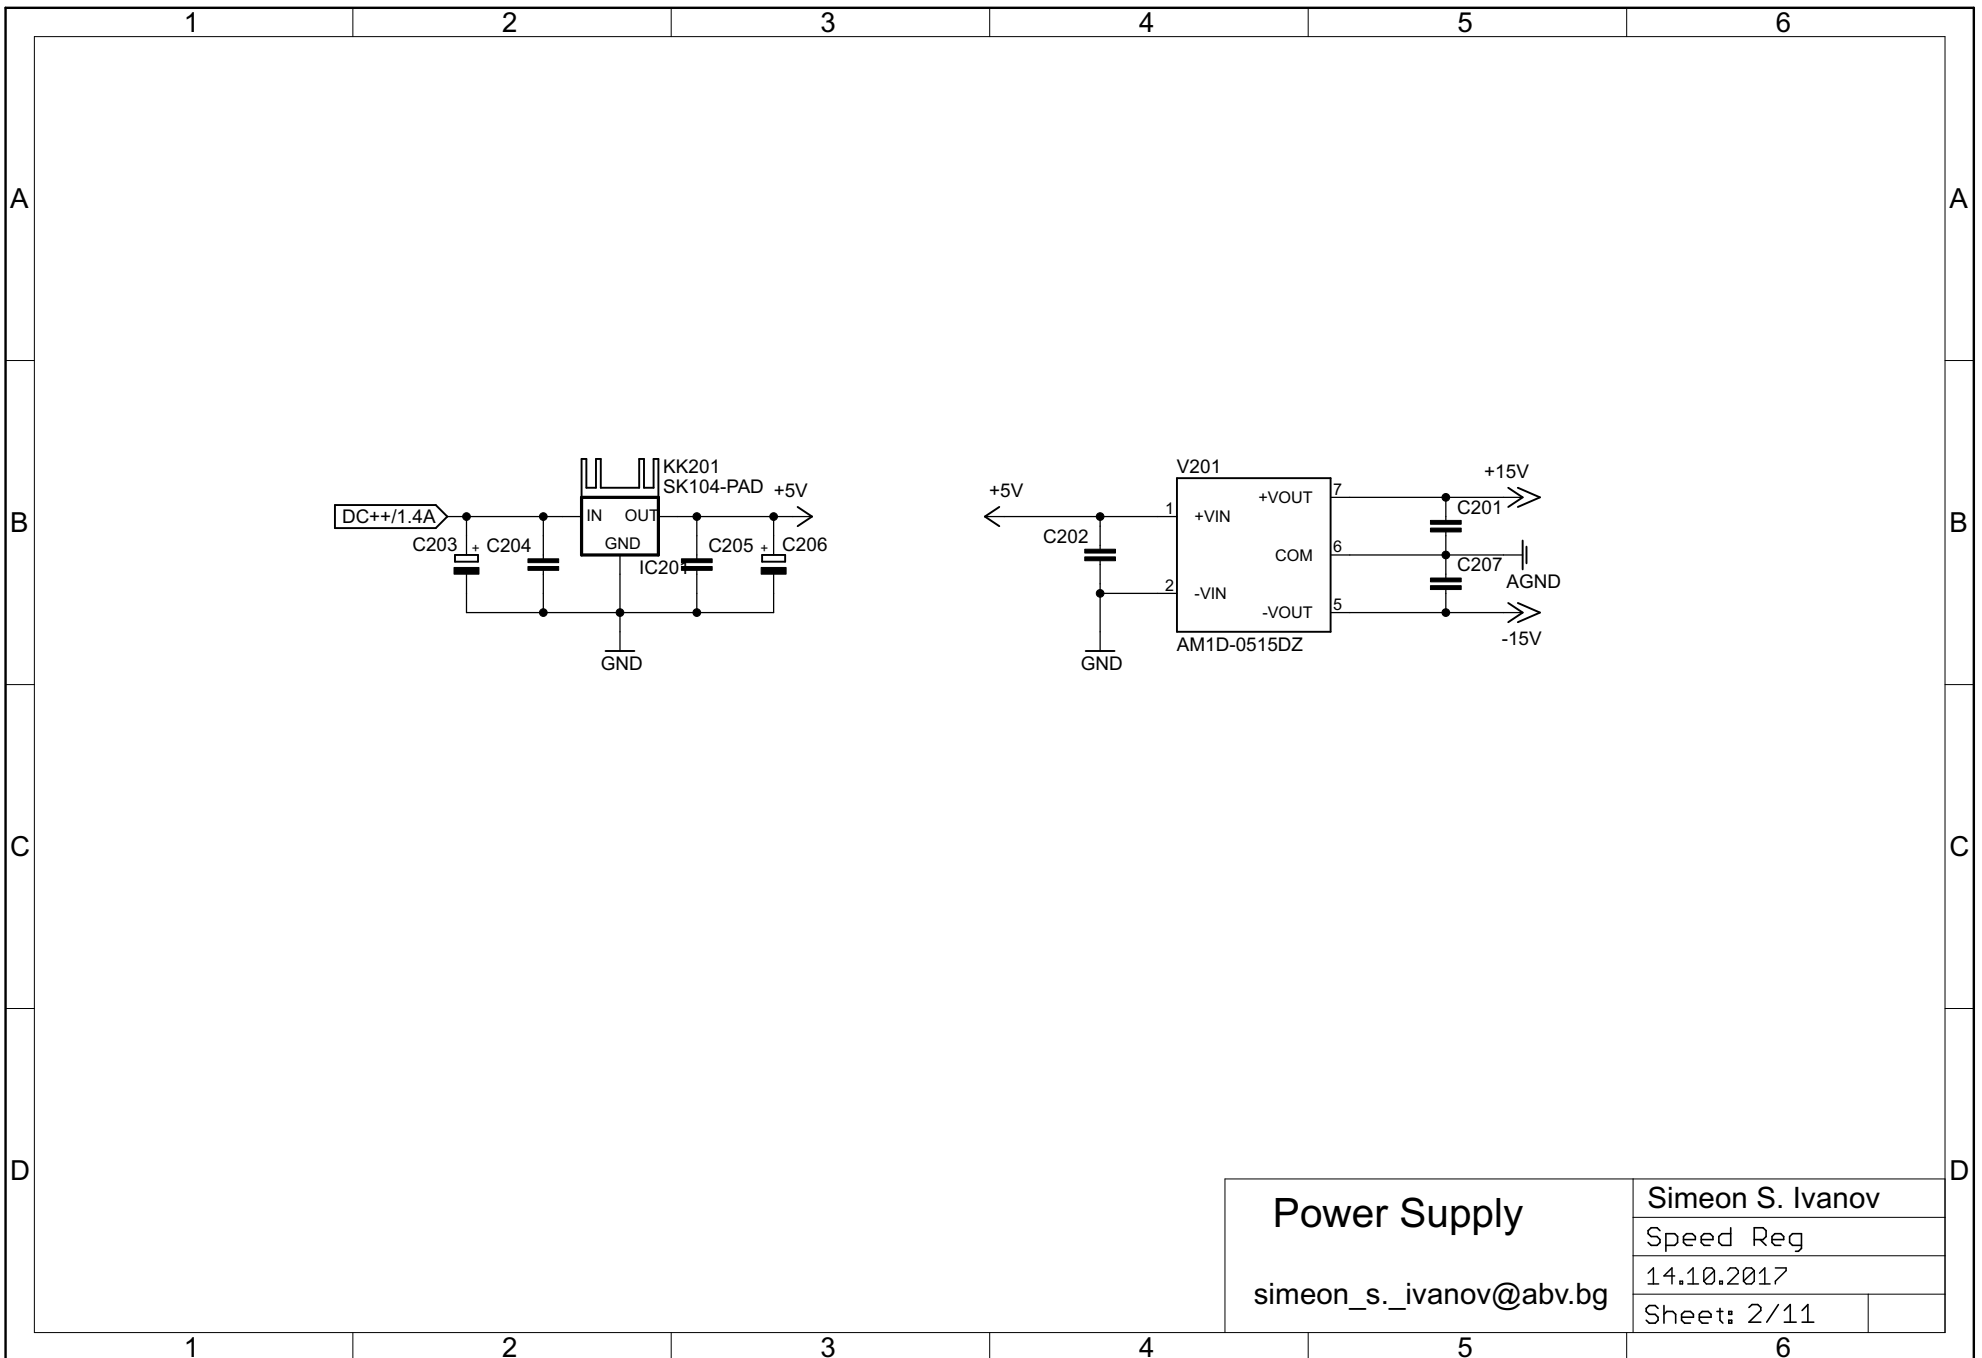 1 2 3 4 5 6
A A
KK201
SK104-PAD
+5V
DC++/1.4A
IN OUT
GND
C203 + C204
IC201
C205 + C206
GND
+5V
V201
+15V
1 +VIN
+VOUT 7
C201
C202
COM 6
C207
AGND
2 -VIN
-VOUT 5
-15V
AM1D-0515DZ
GND
B B
C C
D D
Power Supply
simeon_s._ivanov@abv.bg
Simeon S. Ivanov
Speed Reg
14.10.2017
Sheet: 2/11
1 2 3 4 5 6